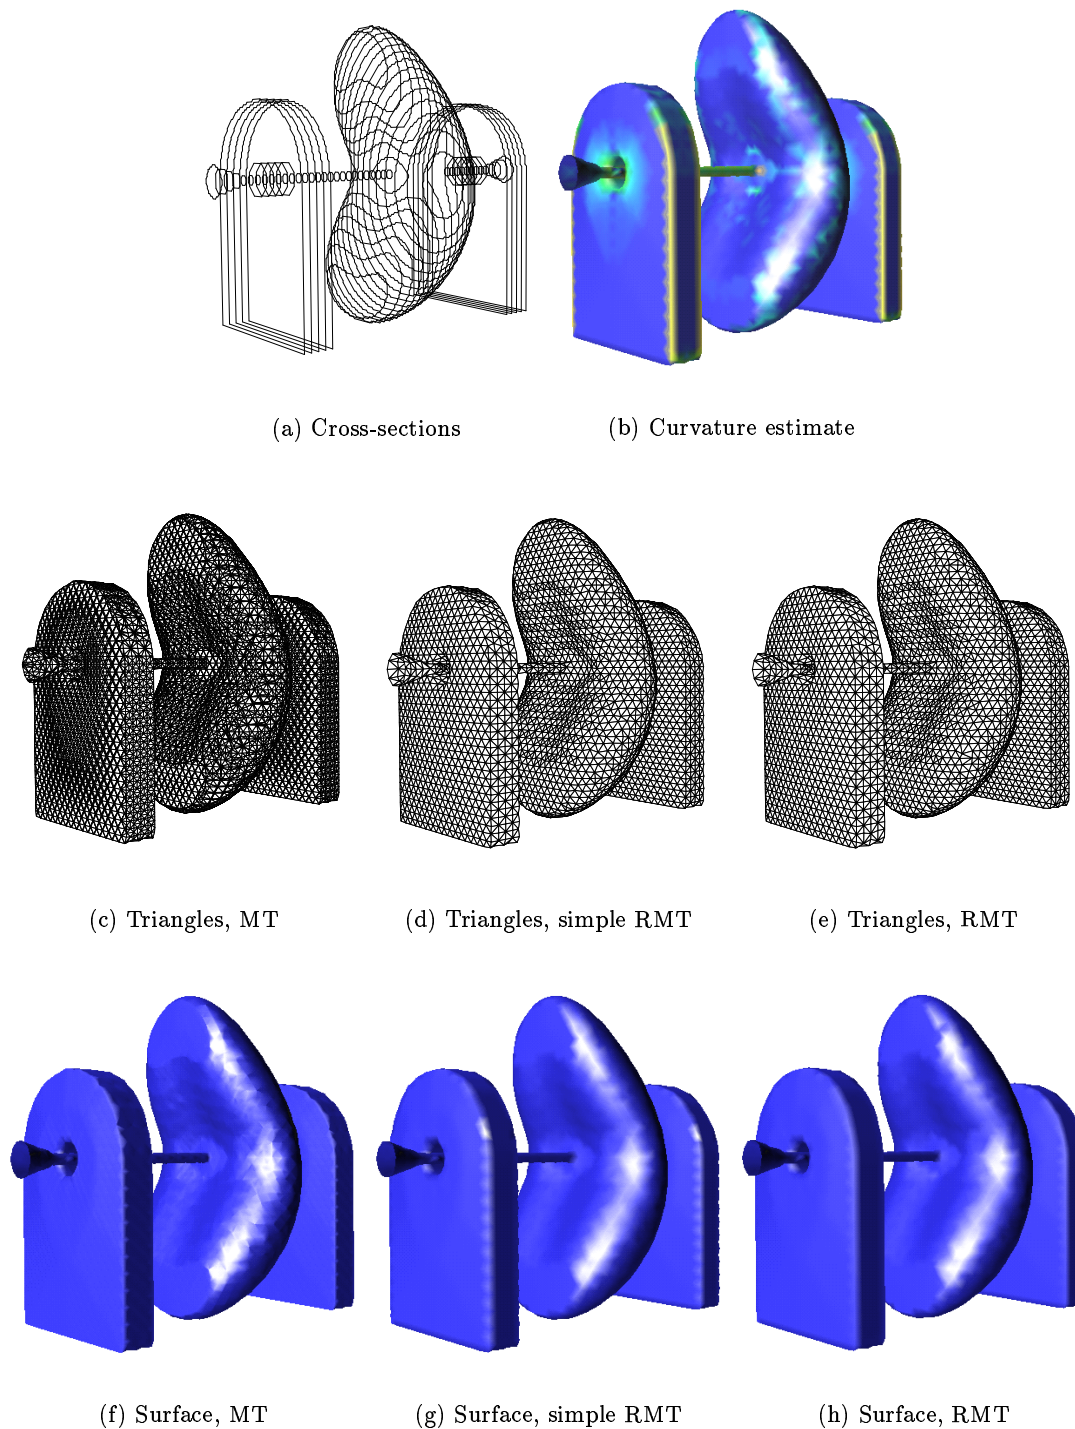 (a) Cross-sections
(b) Curvature estimate
(c) Triangles, MT
(d) Triangles, simple RMT
(e) Triangles, RMT
(f) Surface, MT
(g) Surface, simple RMT
(h) Surface, RMT